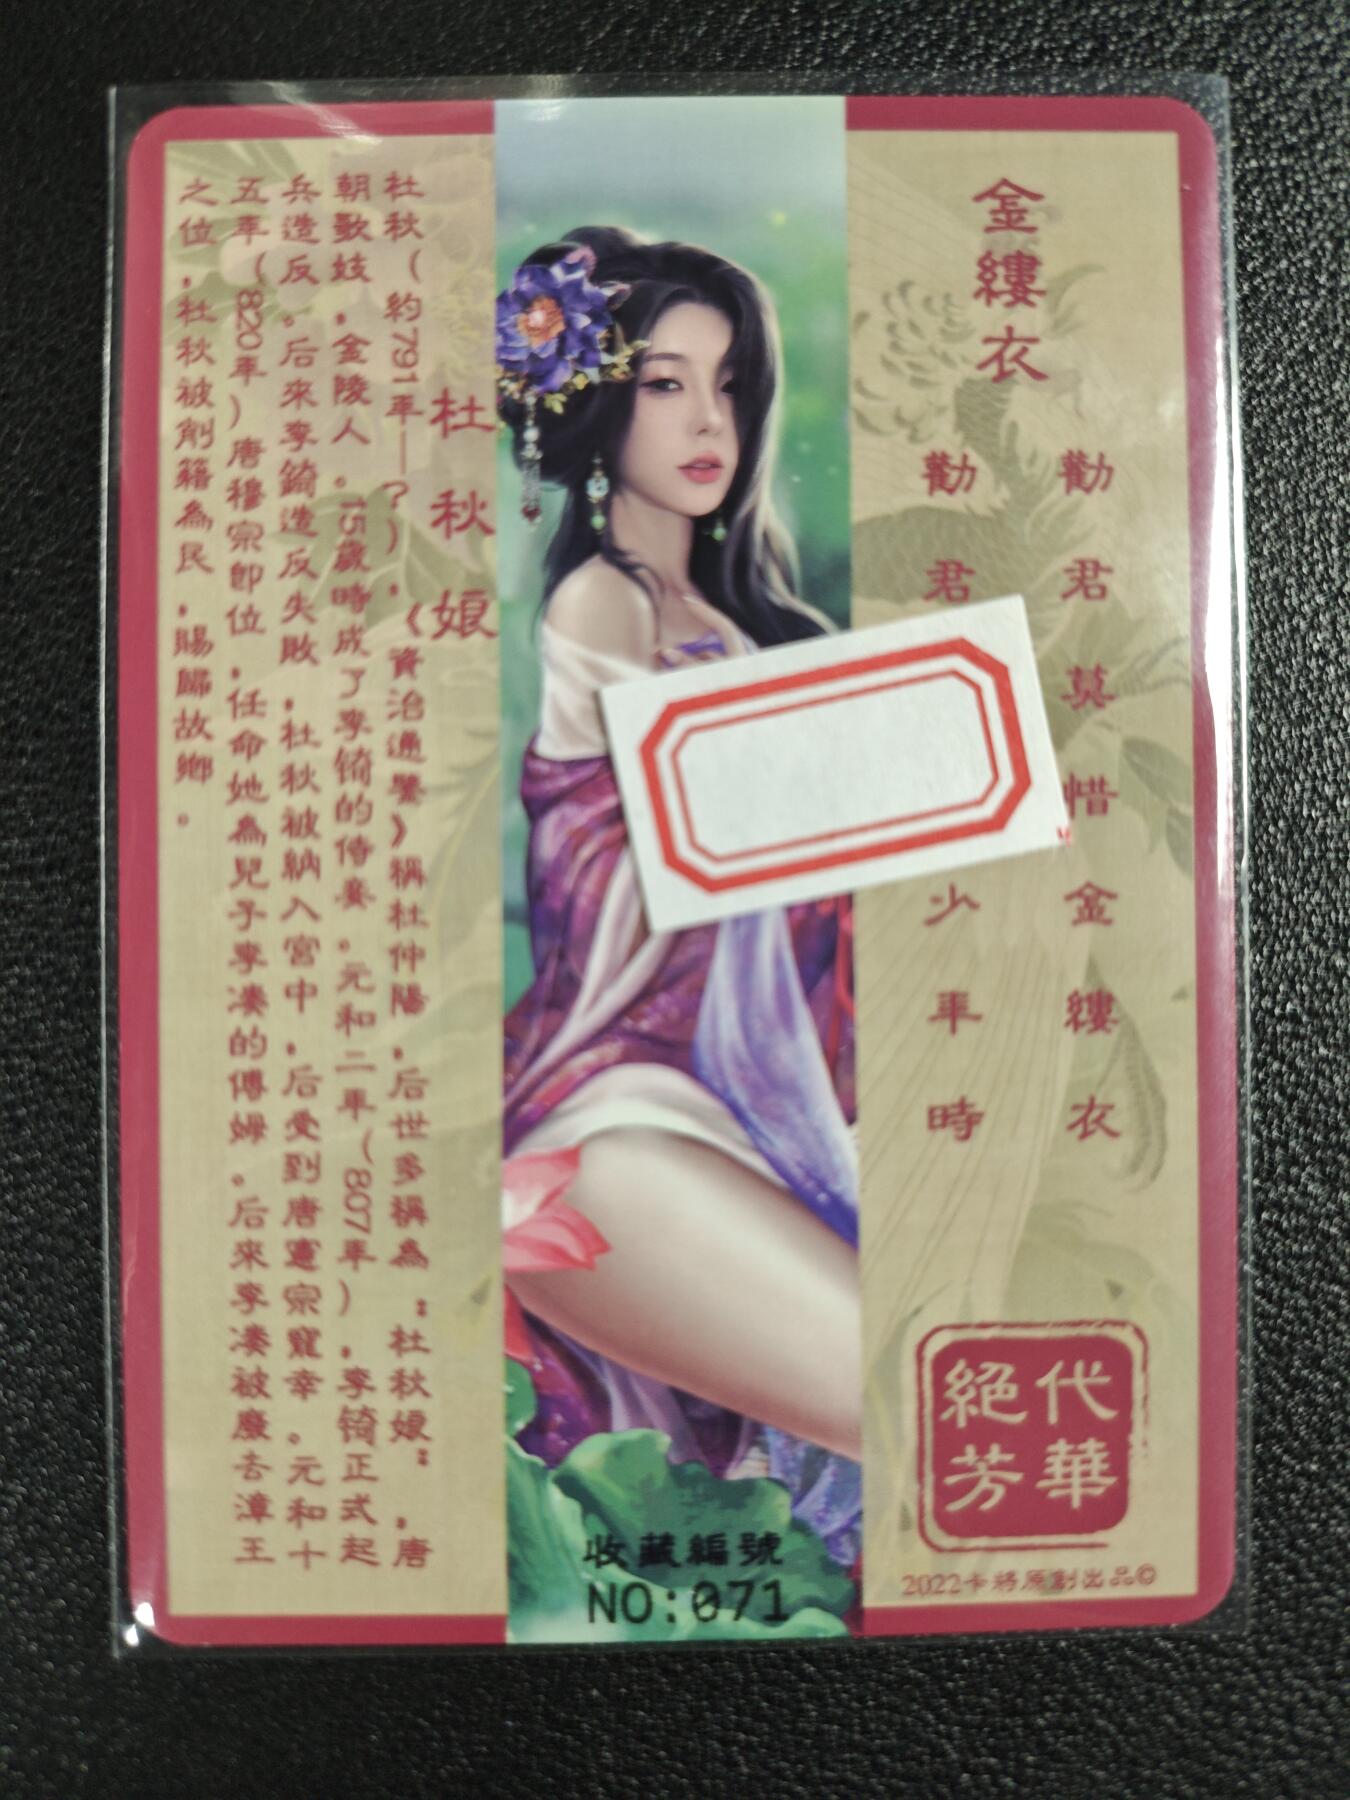 金縷衣
勸君莫惜金縷衣
勸君
少年時
代華
絕芳
2022卡將原創出品©
杜秋娘
杜秋(約791年—?),《資治通鑒》稱杜仲陽,后世多稱為:杜秋娘:,唐
朝歌妓,金陵人。15歲時成了李錡的侍妾。元和二年(807年),李錡正式起
兵造反。后來李錡造反失敗,杜秋被納入宮中,后受到唐憲宗寵幸。元和十
五年(820年)唐穆宗即位,任命她為兒子李湊的傅姆。后來李湊被廢去漳王
之位,杜秋被削籍為民,賜歸故鄉。
收藏編號
NO:071